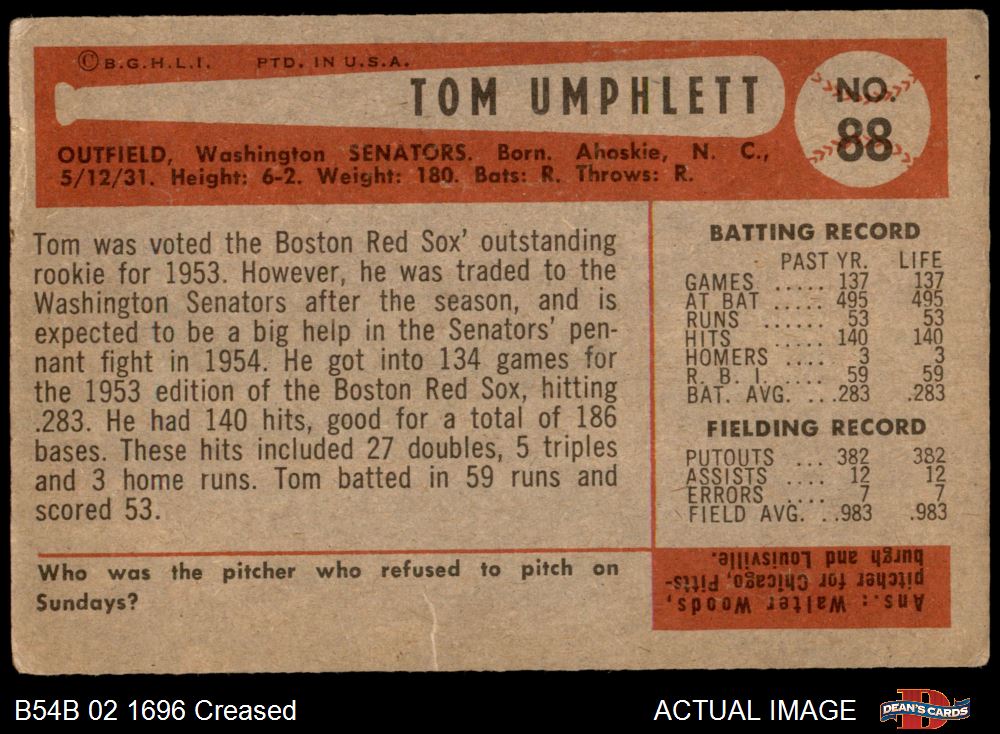 ©B.G.H.L.I. PTD. IN U.S.A.
TOM UMPHLETT
NO.
88
OUTFIELD, Washington SENATORS. Born. Ahoskie, N. C.,
5/12/31. Height: 6-2. Weight: 180. Bats: R. Throws: R.
Tom was voted the Boston Red Sox' outstanding
rookie for 1953. However, he was traded to the
Washington Senators after the season, and is
expected to be a big help in the Senators' pen-
nant fight in 1954. He got into 134 games for
the 1953 edition of the Boston Red Sox, hitting
.283. He had 140 hits, good for a total of 186
bases. These hits included 27 doubles, 5 triples
and 3 home runs. Tom batted in 59 runs and
scored 53.
BATTING RECORD
PAST YR. LIFE
GAMES ..... 137 137
AT BAT ..... 495 495
RUNS ...... 53 53
HITS ..... 140 140
HOMERS .... 3 3
R. B. I. .... 59 59
BAT. AVG. ...283 .283
FIELDING RECORD
PUTOUTS ... 382 382
ASSISTS .... 12 12
ERRORS .... 7 7
FIELD AVG. ..983 .983
Who was the pitcher who refused to pitch on
Sundays?
Ans.: Walter Woods,
pitcher for Chicago, Pitts-
burgh and Louisville.
B54B 02 1696 Creased
ACTUAL IMAGE
D
DEAN'S CARDS